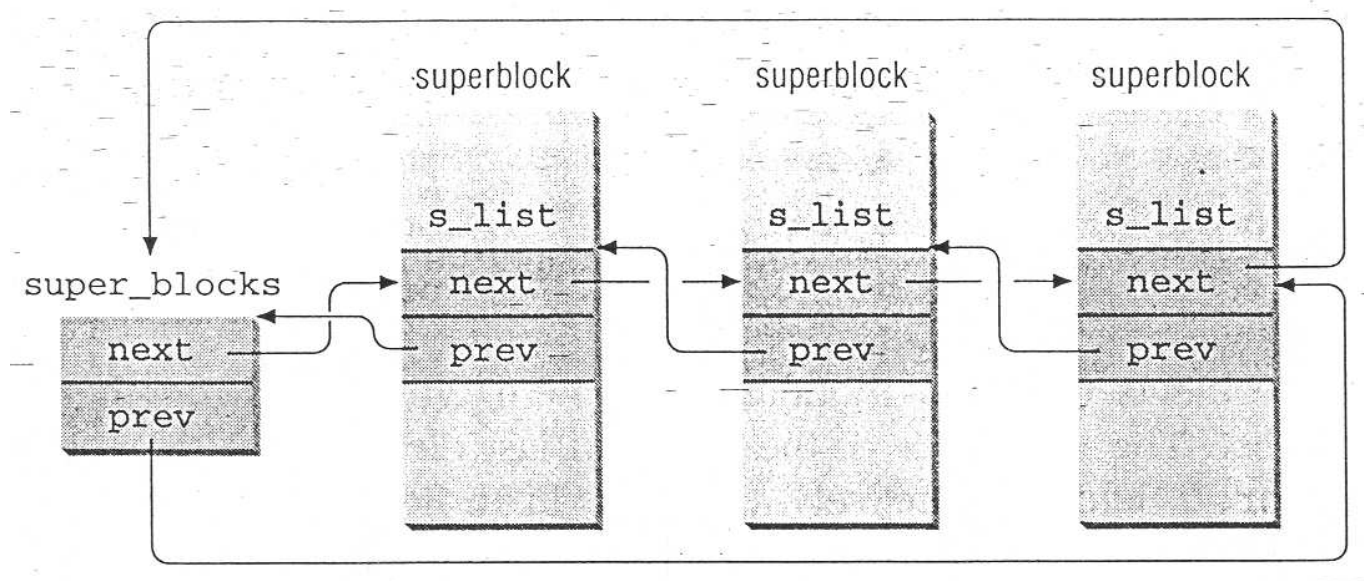 superblock superblock superblock
s_list s_list s_list
super_blocks
next next next
next
prev prev prev
prev